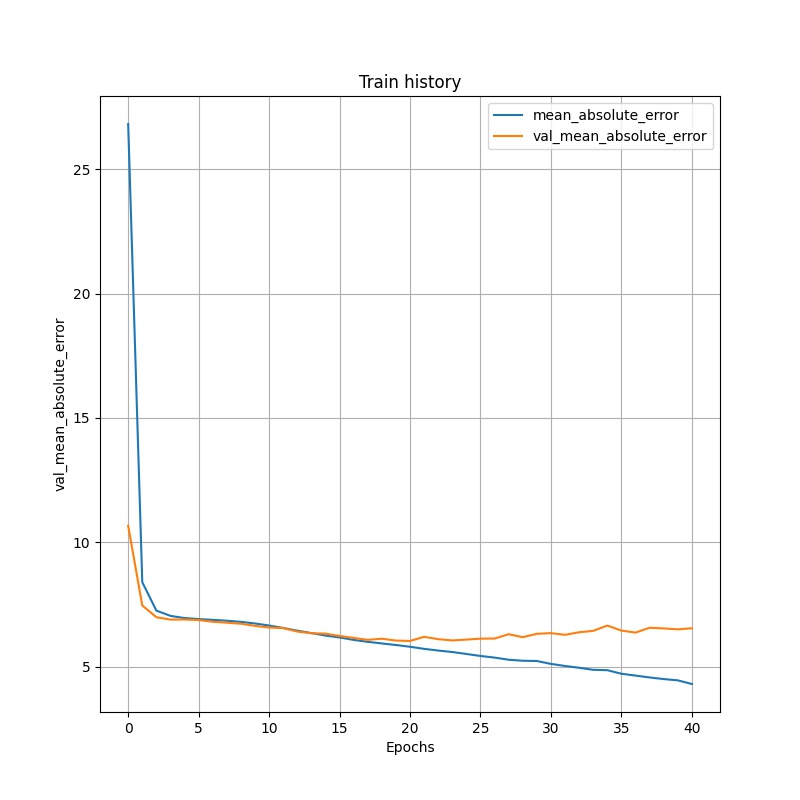 Train history
mean_absolute_error
val_mean_absolute_error
val_mean_absolute_error
25
20
15
10
5
0 5 10 15 20 25 30 35 40
Epochs